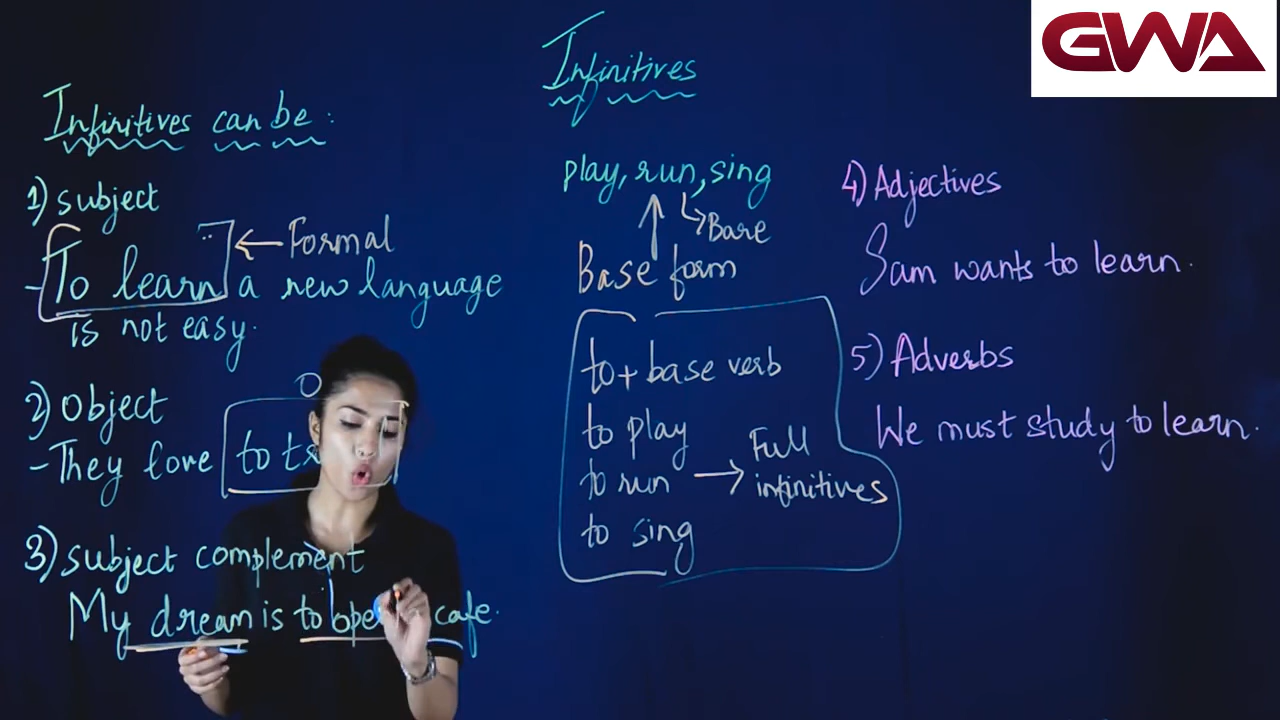 GWA
Infinitives
Infinitives can be:
1) Subject
Formal
- To learn a new language
is not easy.
2) Object
O
- They love to
3) Subject complement
My dream is to cafe.
play, run, sing
Bare
Base form
to + base verb
to play
to run
to sing
Full
infinitives
4) Adjectives
Sam wants to learn.
5) Adverbs
We must study to learn.